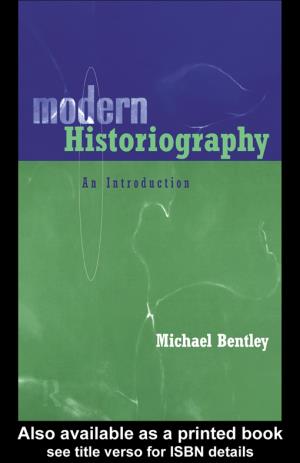 modern
Historiography
An Introduction
Michael Bentley
Also available as a printed book
see title verso for ISBN details